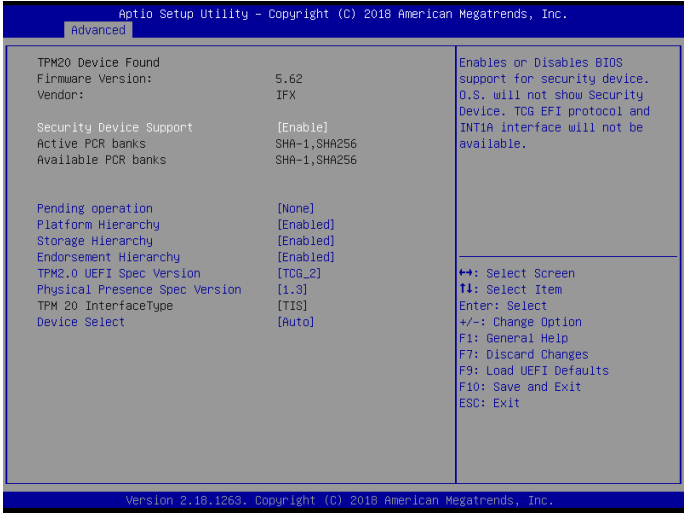 Aptio Setup Utility – Copyright (C) 2018 American Megatrends, Inc.
Advanced
TPM20 Device Found
Firmware Version: 5.62
Vendor: IFX
Security Device Support [Enable]
Active PCR banks SHA-1,SHA256
Available PCR banks SHA-1,SHA256
Pending operation [None]
Platform Hierarchy [Enabled]
Storage Hierarchy [Enabled]
Endorsement Hierarchy [Enabled]
TPM2.0 UEFI Spec Version [TCG_2]
Physical Presence Spec Version [1.3]
TPM 20 InterfaceType [TIS]
Device Select [Auto]
Enables or Disables BIOS
support for security device.
O.S. will not show Security
Device. TCG EFI protocol and
INT1A interface will not be
available.
↔: Select Screen
↑↓: Select Item
Enter: Select
+/-: Change Option
F1: General Help
F7: Discard Changes
F9: Load UEFI Defaults
F10: Save and Exit
ESC: Exit
Version 2.18.1263. Copyright (C) 2018 American Megatrends, Inc.